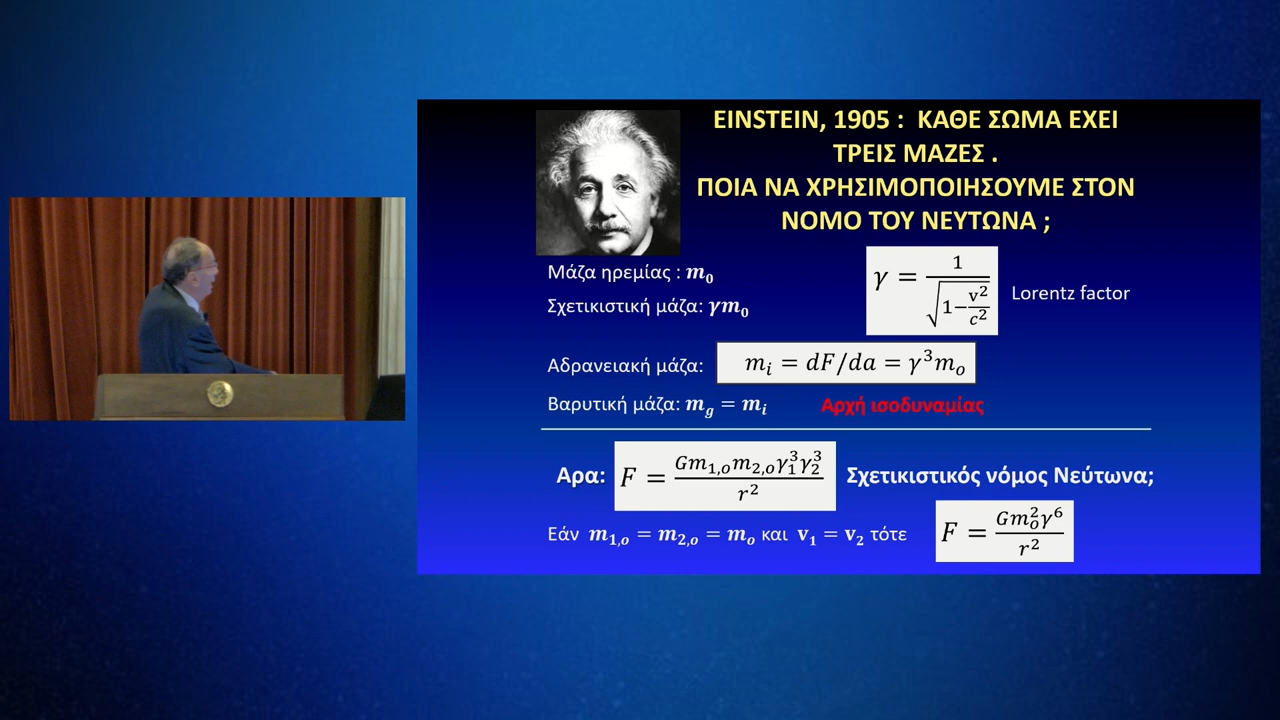 EINSTEIN, 1905 : ΚΑΘΕ ΣΩΜΑ ΕΧΕΙ
ΤΡΕΙΣ ΜΑΖΕΣ .
ΠΟΙΑ ΝΑ ΧΡΗΣΙΜΟΠΟΙΗΣΟΥΜΕ ΣΤΟΝ
ΝΟΜΟ ΤΟΥ ΝΕΥΤΩΝΑ ;
Μάζα ηρεμίας : m₀
Σχετικιστική μάζα: γm₀
γ = 1/√(1−v²/c²)
Lorentz factor
Αδρανειακή μάζα: mᵢ = dF/da = γ³mₒ
Βαρυτική μάζα: m_g = mᵢ Αρχή ισοδυναμίας
Αρα: F = Gm₁,ₒm₂,ₒγ₁³γ₂³/r² Σχετικιστικός νόμος Νεύτωνα;
Εάν m₁,ₒ = m₂,ₒ = mₒ και v₁ = v₂ τότε F = Gmₒ²γ⁶/r²